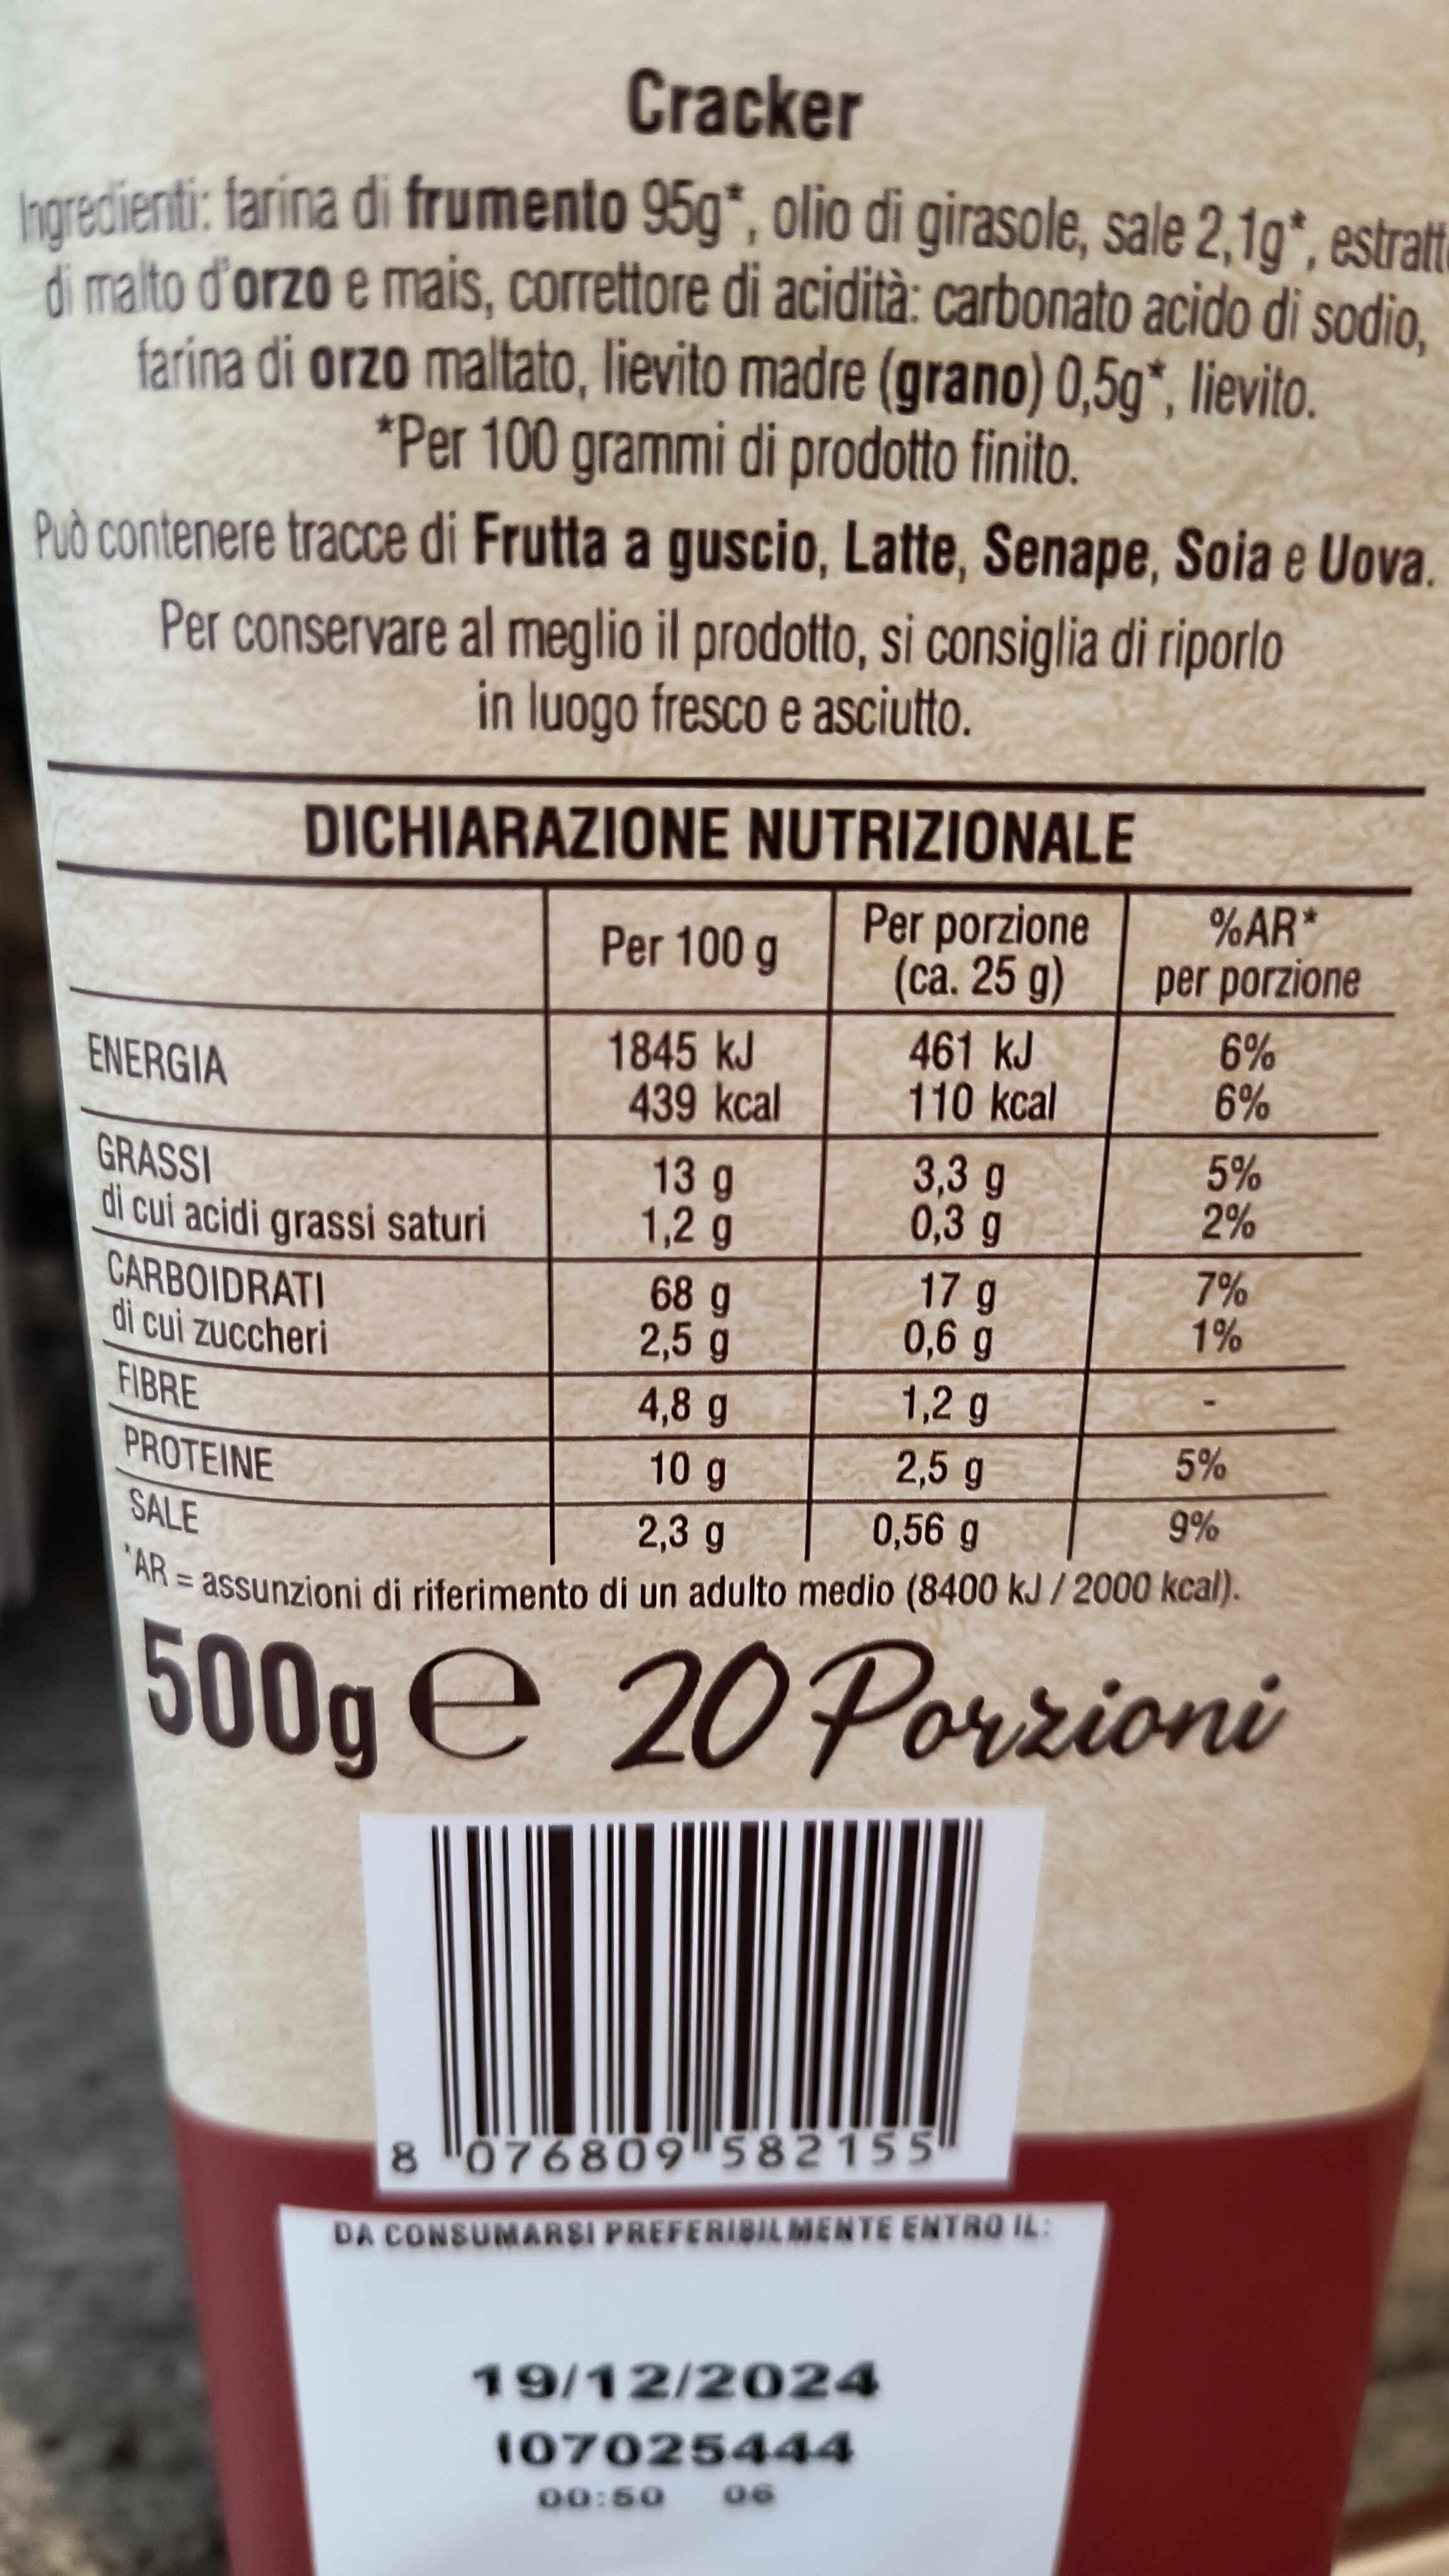 Cracker
Ingredienti: farina di frumento 95g*, olio di girasole, sale 2,1g*,
di malto d'orzo e mais, correttore di acidità: carbonato acido di sodio,
farina di orzo maltato, lievito madre (grano) 0,5g*, lievito.
*Per 100 grammi di prodotto finito.
Può contenere tracce di Frutta a guscio, Latte, Senape, Soia e Uova.
Per conservare al meglio il prodotto, si consiglia di riporlo
in luogo fresco e asciutto.
DICHIARAZIONE NUTRIZIONALE
Per 100 g Per porzione (ca. 25 g) %AR* per porzione
ENERGIA 1845 kJ 461 kJ 6%
439 kcal 110 kcal 6%
GRASSI 13 g 3,3 g 5%
di cui acidi grassi saturi 1,2 g 0,3 g 2%
CARBOIDRATI 68 g 17 g 7%
di cui zuccheri 2,5 g 0,6 g 1%
FIBRE 4,8 g 1,2 g -
PROTEINE 10 g 2,5 g 5%
SALE 2,3 g 0,56 g 9%
*AR = assunzioni di riferimento di un adulto medio (8400 kJ / 2000 kcal).
500g e 20 Porzioni
8 076809 582155
DA CONSUMARSI PREFERIBILMENTE ENTRO IL:
19/12/2024
107025444
00:50 06